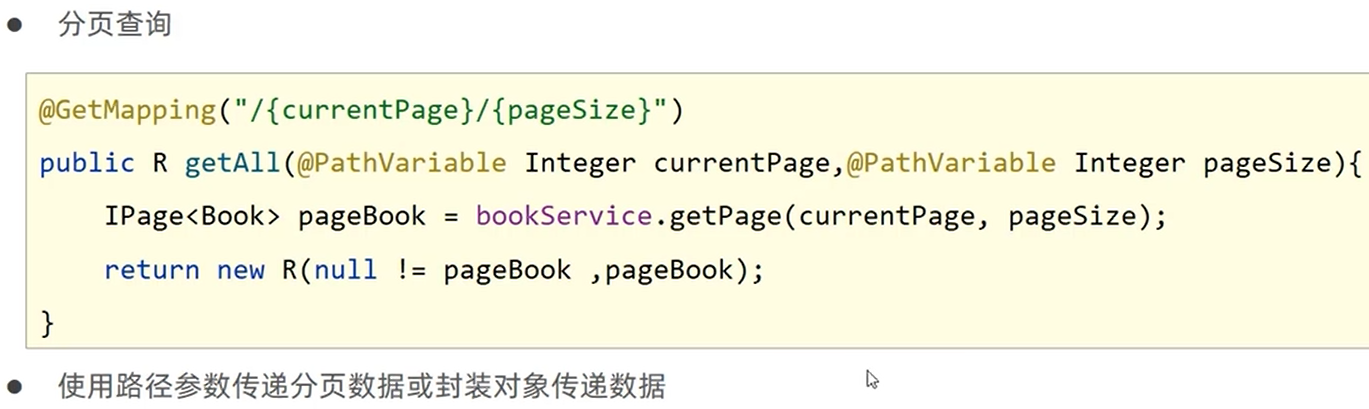 ● 分页查询
@GetMapping("/{currentPage}/{pageSize}")
public R getAll(@PathVariable Integer currentPage,@PathVariable Integer pageSize){
    IPage<Book> pageBook = bookService.getPage(currentPage, pageSize);
    return new R(null != pageBook ,pageBook);
}
● 使用路径参数传递分页数据或封装对象传递数据